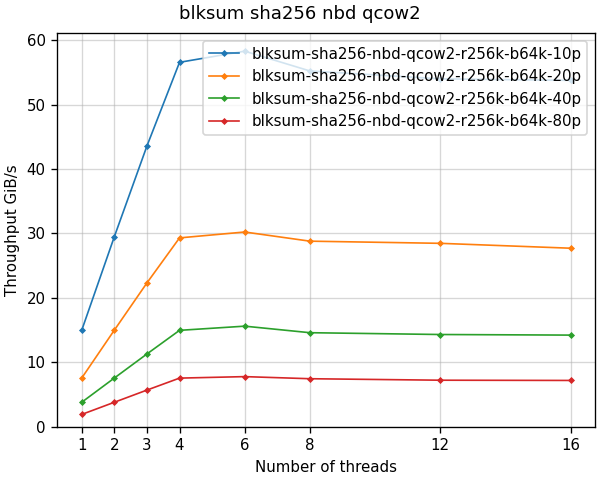 blksum sha256 nbd qcow2
60
50
40
30
20
10
0
Throughput GiB/s
blksum-sha256-nbd-qcow2-r256k-b64k-10p
blksum-sha256-nbd-qcow2-r256k-b64k-20p
blksum-sha256-nbd-qcow2-r256k-b64k-40p
blksum-sha256-nbd-qcow2-r256k-b64k-80p
1 2 3 4 6 8 12 16
Number of threads